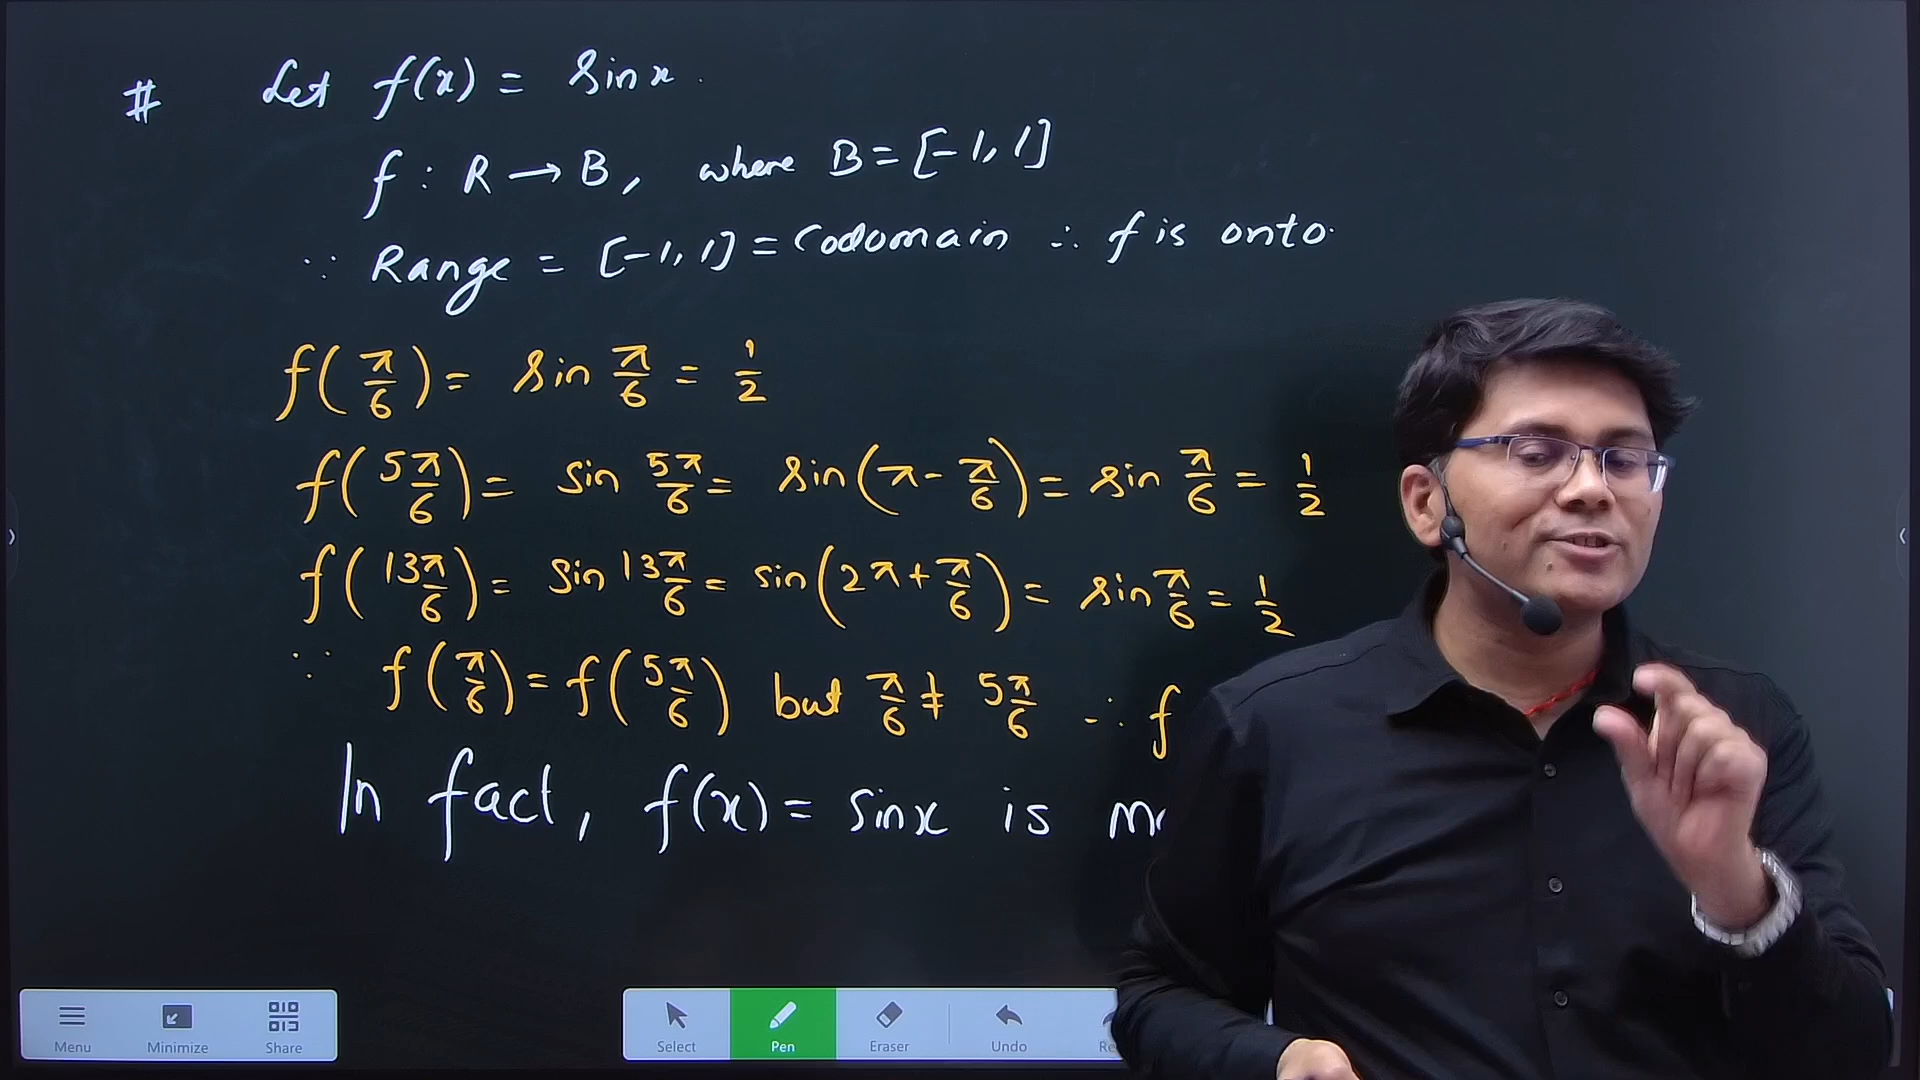 # Let f(x) = sinx.
f : R → B, where B = [-1, 1]
∵ Range = [-1, 1] = Codomain ∴ f is onto.
f(π/6) = sin π/6 = 1/2
f(5π/6) = sin 5π/6 = sin(π - π/6) = sin π/6 = 1/2
f(13π/6) = sin 13π/6 = sin(2π + π/6) = sin π/6 = 1/2
∵ f(π/6) = f(5π/6) but π/6 ≠ 5π/6 ∴ f
In fact, f(x) = sinx is
Menu Minimize Share Select Pen Eraser Undo